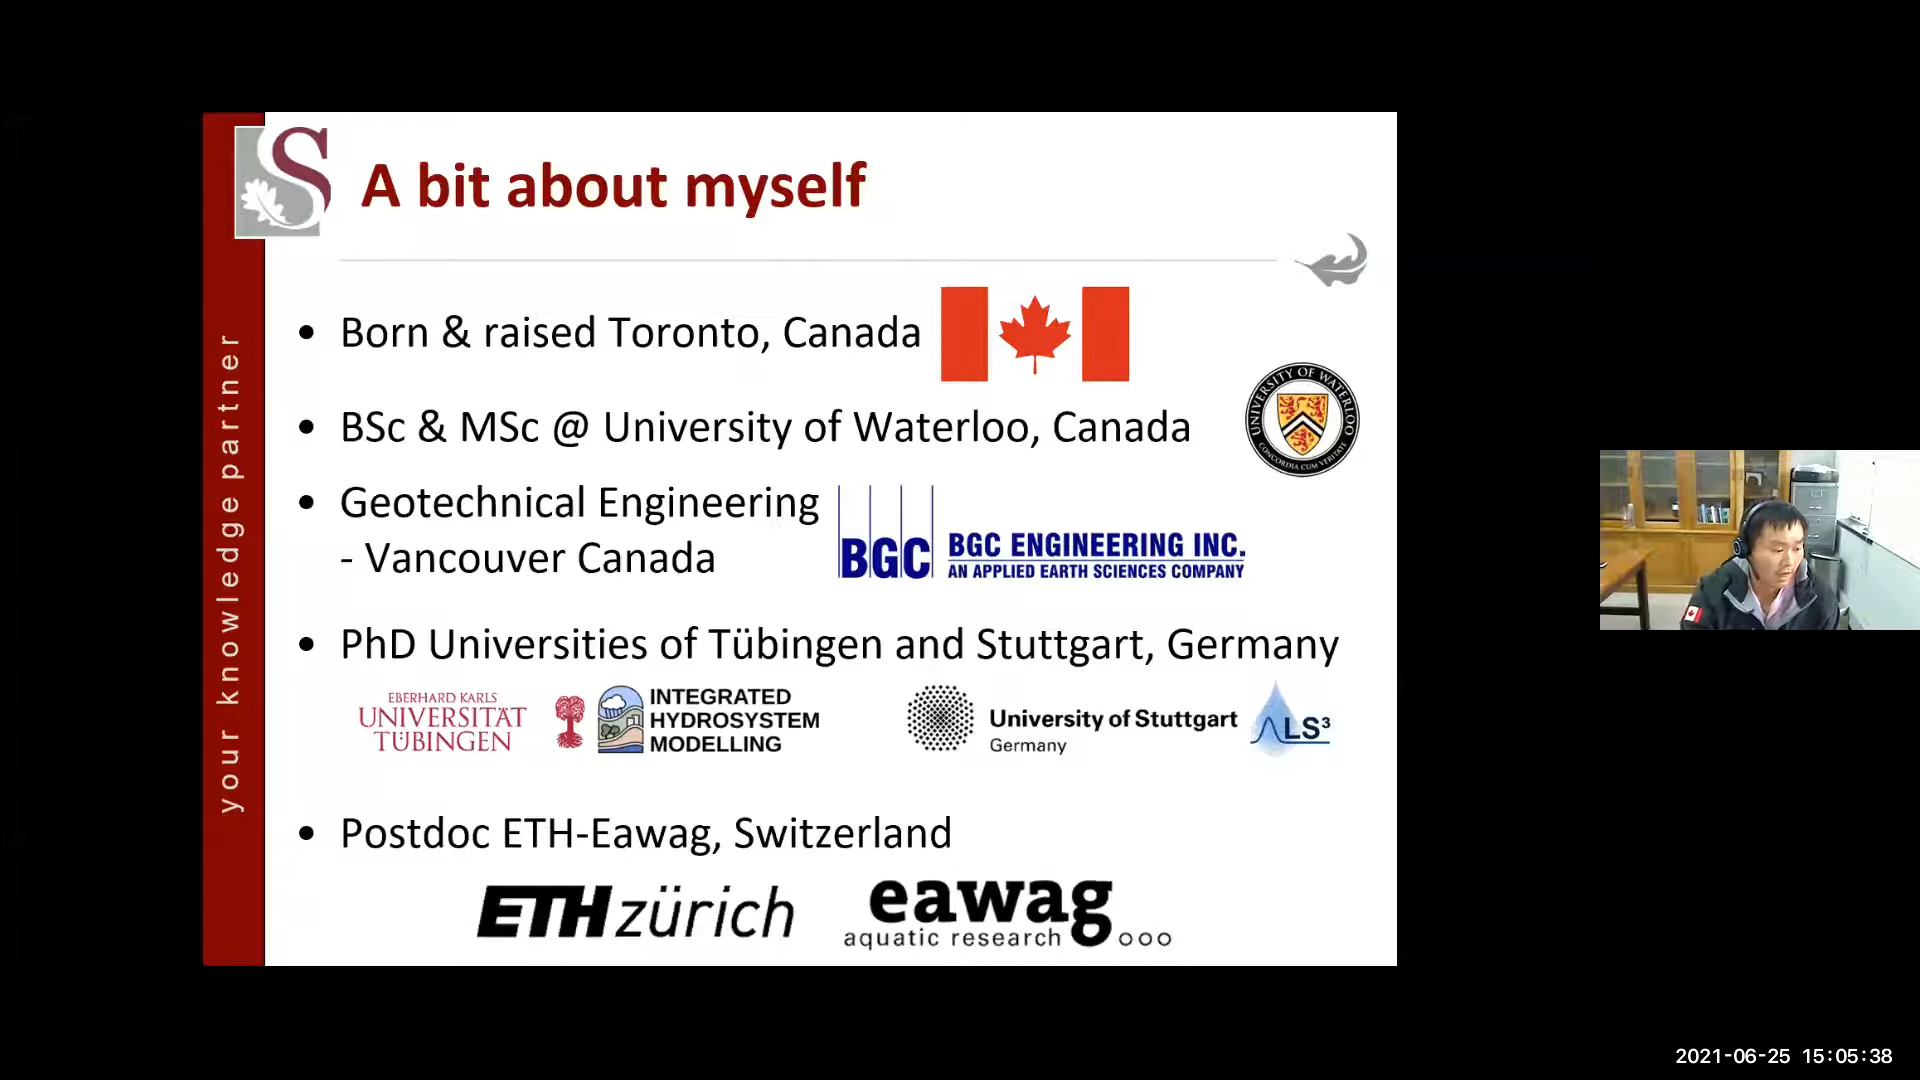 S
A bit about myself
your knowledge partner
• Born & raised Toronto, Canada
• BSc & MSc @ University of Waterloo, Canada
UNIVERSITY OF WATERLOO
CONCORDIA CUM VERITATE
• Geotechnical Engineering
- Vancouver Canada
BGC
BGC ENGINEERING INC.
AN APPLIED EARTH SCIENCES COMPANY
• PhD Universities of Tübingen and Stuttgart, Germany
EBERHARD KARLS
UNIVERSITÄT
TÜBINGEN
INTEGRATED
HYDROSYSTEM
MODELLING
University of Stuttgart
Germany
LS³
• Postdoc ETH-Eawag, Switzerland
ETH zürich
eawag
aquatic research
2021-06-25 15:05:38